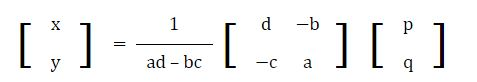 [ x y ] = 1 / ad – bc [ d −b −c a ] [ p q ]